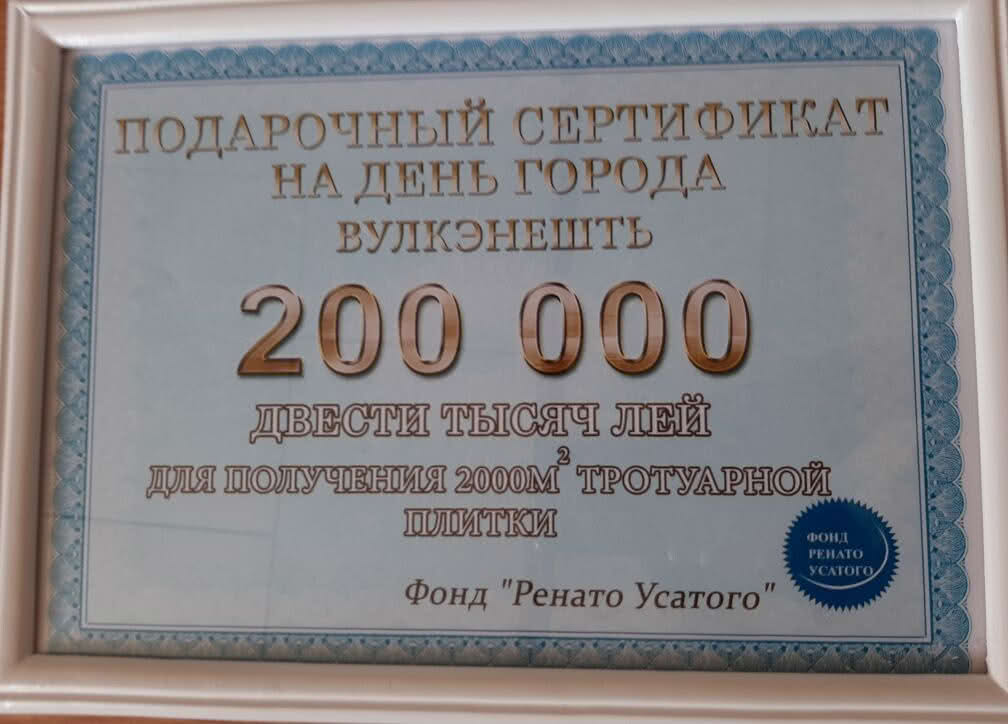 ПОДАРОЧНЫЙ СЕРТИФИКАТ
НА ДЕНЬ ГОРОДА
ВУЛКЭНЕШТЬ
200 000
ДВЕСТИ ТЫСЯЧ ЛЕЙ
ДЛЯ ПОЛУЧЕНИЯ 2000М² ТРОТУАРНОЙ
ПЛИТКИ
ФОНД
РЕНАТО
УСАТОГО
Фонд "Ренато Усатого"